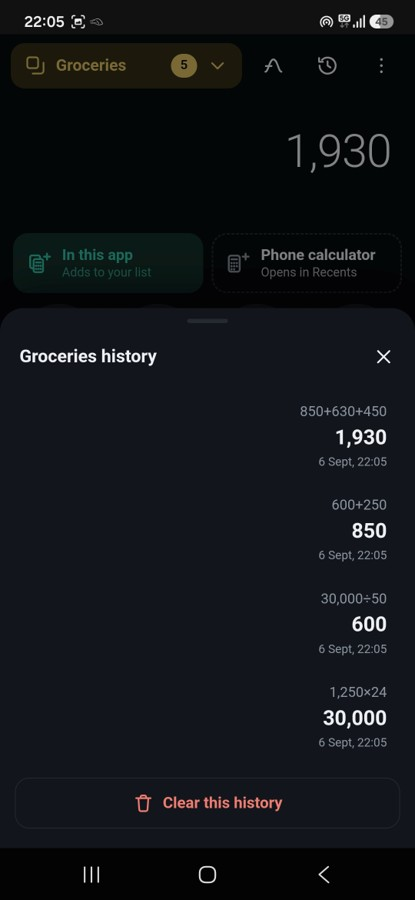 22:05
5G
45
Groceries
5
1,930
In this app
Adds to your list
Phone calculator
Opens in Recents
Groceries history
850+630+450
1,930
6 Sept, 22:05
600+250
850
6 Sept, 22:05
30,000÷50
600
6 Sept, 22:05
1,250×24
30,000
6 Sept, 22:05
Clear this history